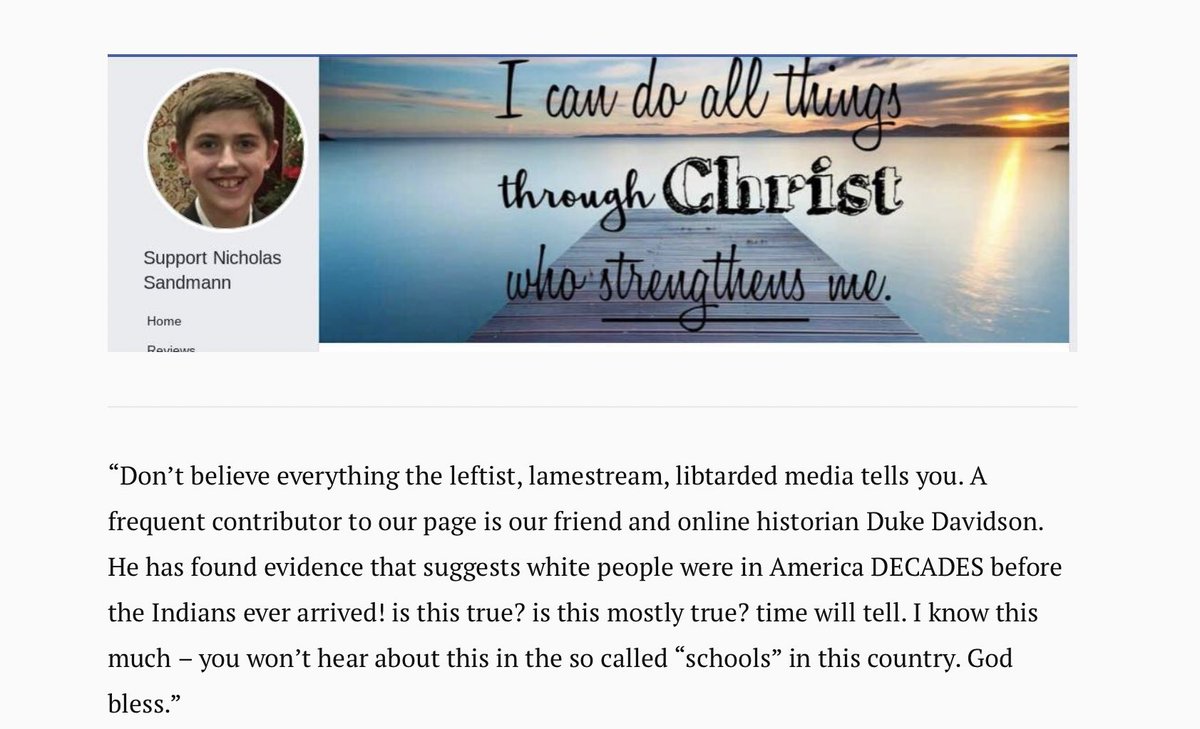 I can do all things
through Christ
who strengthens me.
Support Nicholas
Sandmann
Home
Reviews
“Don’t believe everything the leftist, lamestream, libtarded media tells you. A
frequent contributor to our page is our friend and online historian Duke Davidson.
He has found evidence that suggests white people were in America DECADES before
the Indians ever arrived! is this true? is this mostly true? time will tell. I know this
much – you won’t hear about this in the so called “schools” in this country. God
bless.”